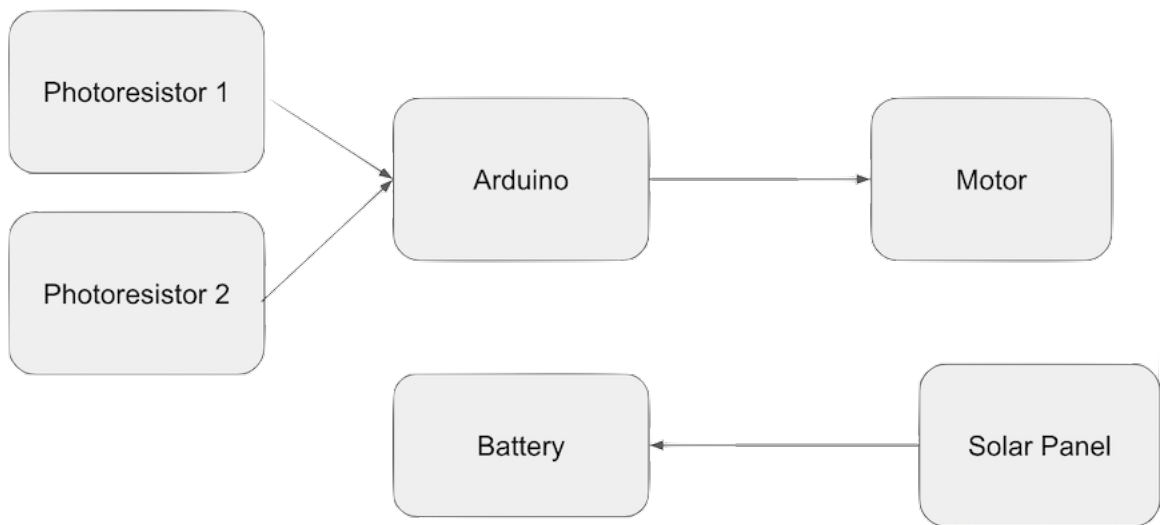 Photoresistor 1
Photoresistor 2
Arduino
Motor
Battery
Solar Panel